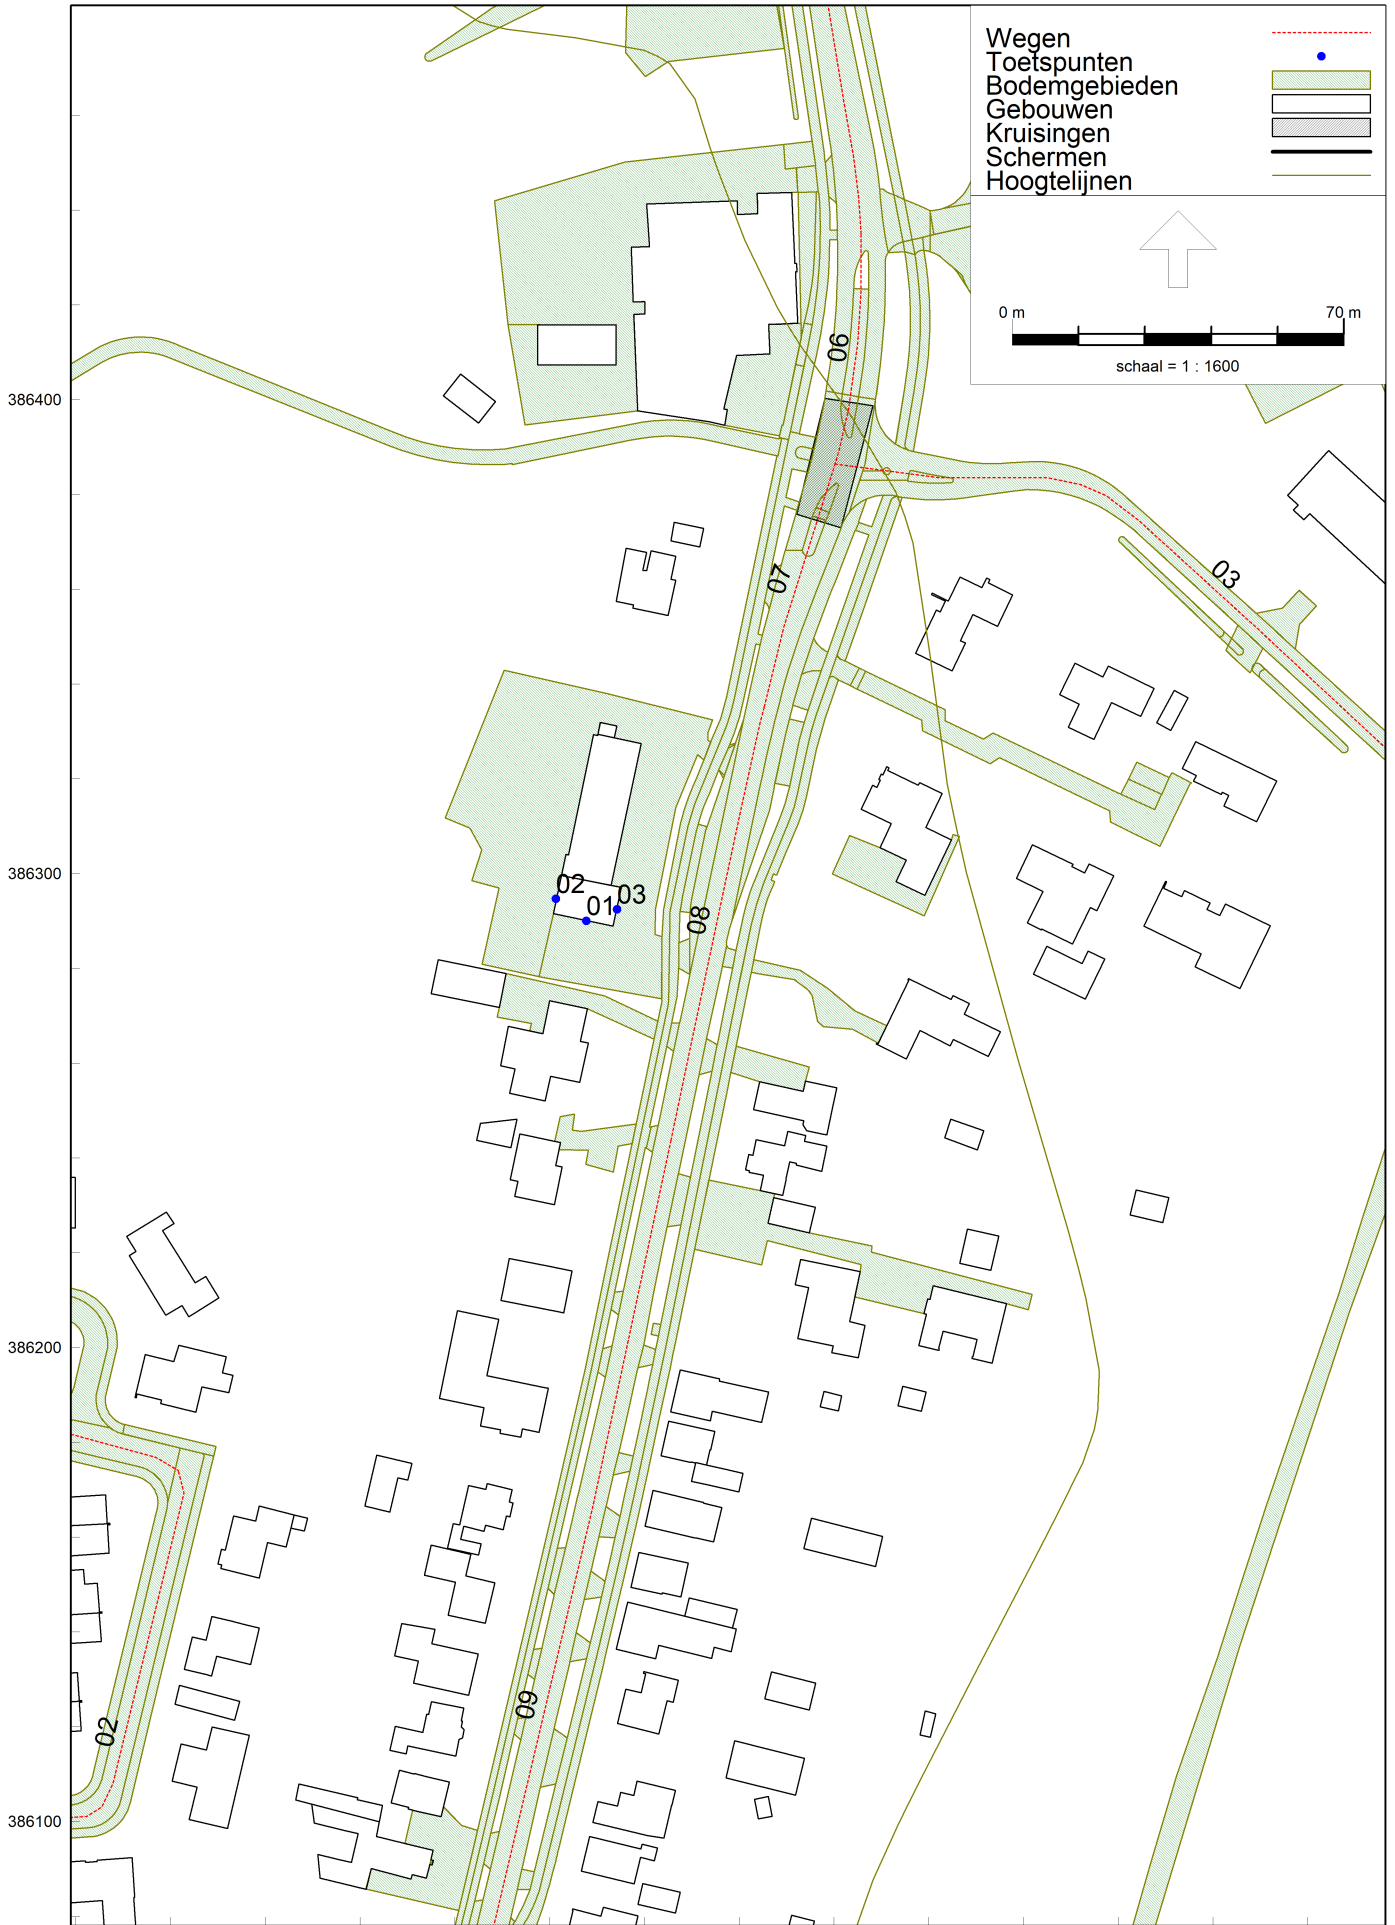 Wegen
Toetspunten
Bodemgebieden
Gebouwen
Kruisingen
Schermen
Hoogtelijnen
0 m
70 m
schaal = 1 : 1600
06
386400
07
03
386300
02
01
03
08
386200
09
02
386100